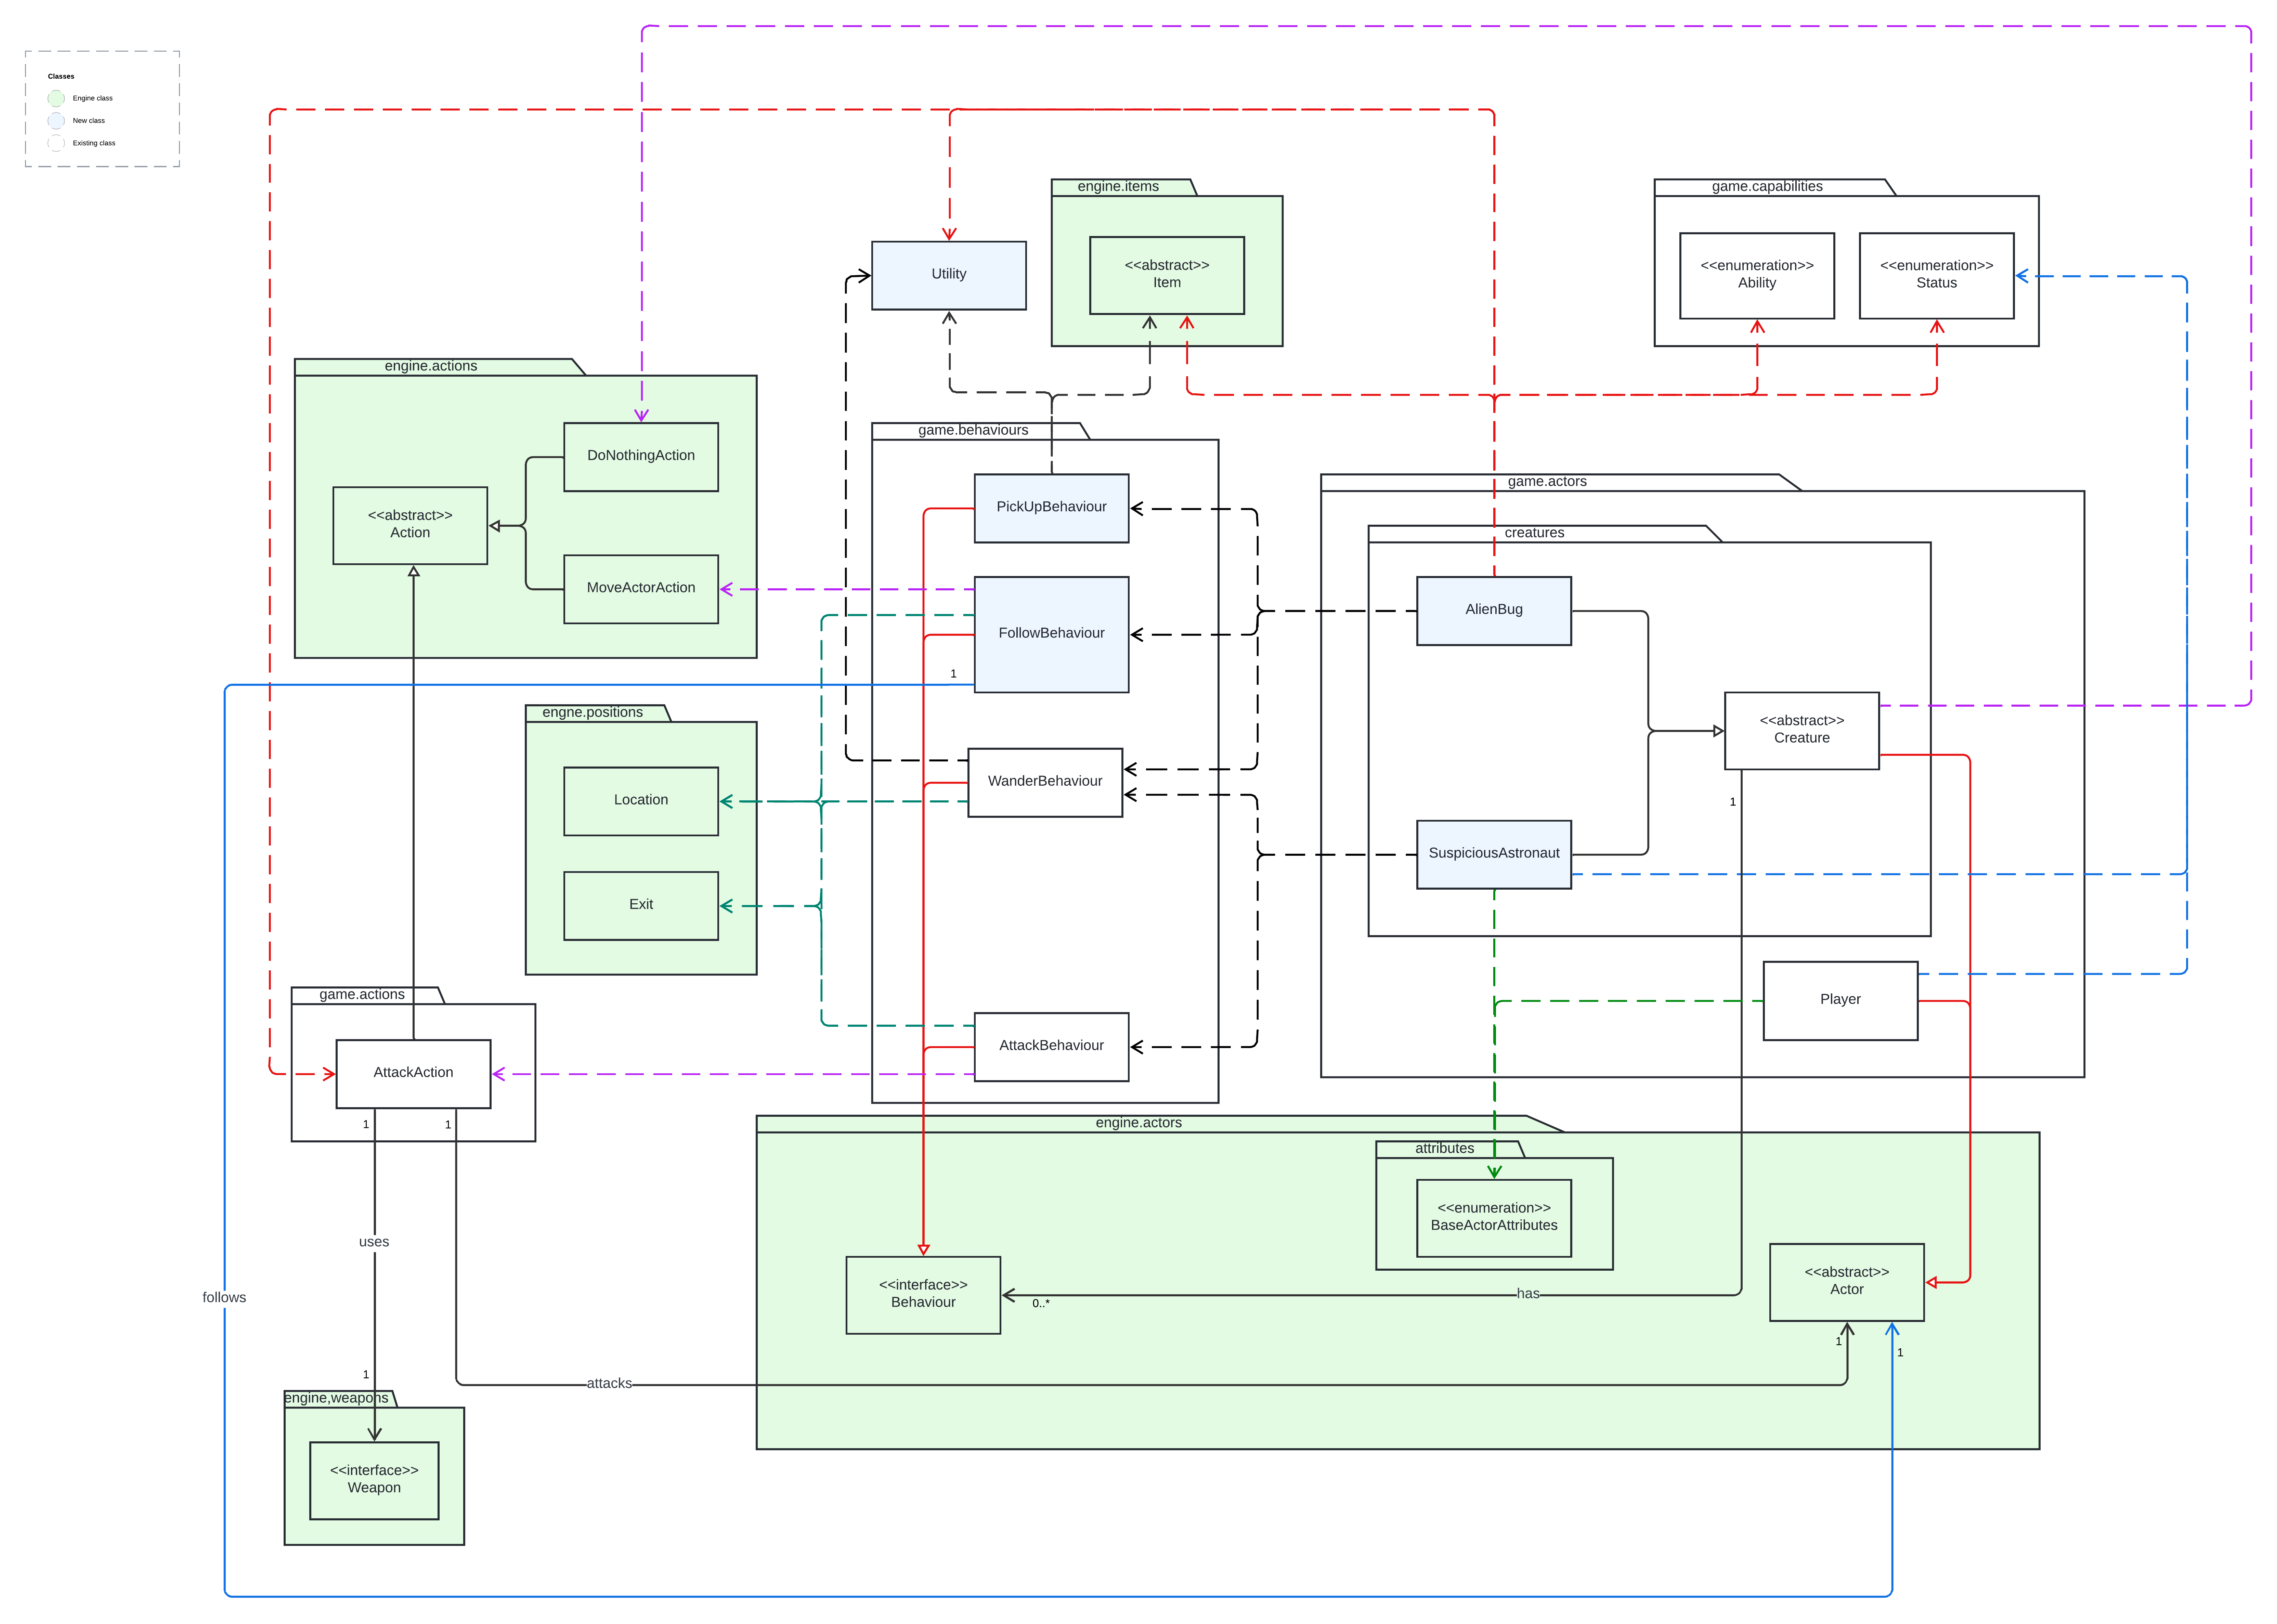 Classes
Engine class
New class
Existing class
engine.items
<<abstract>>
Item
game.capabilities
<<enumeration>>
Ability
<<enumeration>>
Status
Utility
engine.actions
DoNothingAction
<<abstract>>
Action
MoveActorAction
game.behaviours
PickUpBehaviour
FollowBehaviour
1
WanderBehaviour
AttackBehaviour
game.actors
creatures
AlienBug
<<abstract>>
Creature
1
SuspiciousAstronaut
Player
engne.positions
Location
Exit
game.actions
AttackAction
1
1
engine.actors
attributes
<<enumeration>>
BaseActorAttributes
<<interface>>
Behaviour
0..*
has
<<abstract>>
Actor
1
1
uses
follows
attacks
1
engine,weapons
<<interface>>
Weapon